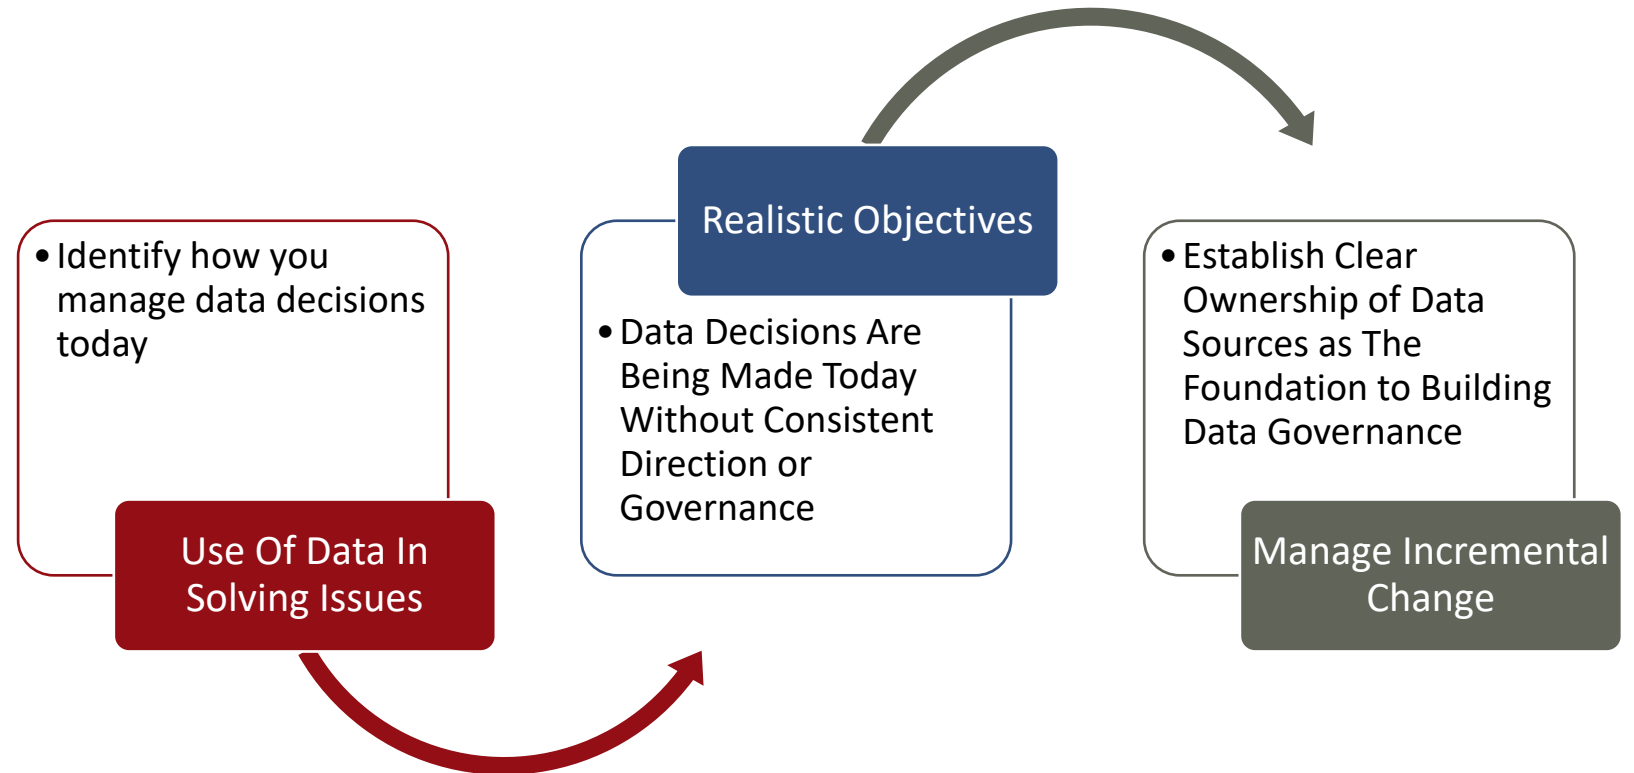 • Identify how you
manage data decisions
today
Use Of Data In
Solving Issues
Realistic Objectives
• Data Decisions Are
Being Made Today
Without Consistent
Direction or
Governance
• Establish Clear
Ownership of Data
Sources as The
Foundation to Building
Data Governance
Manage Incremental
Change